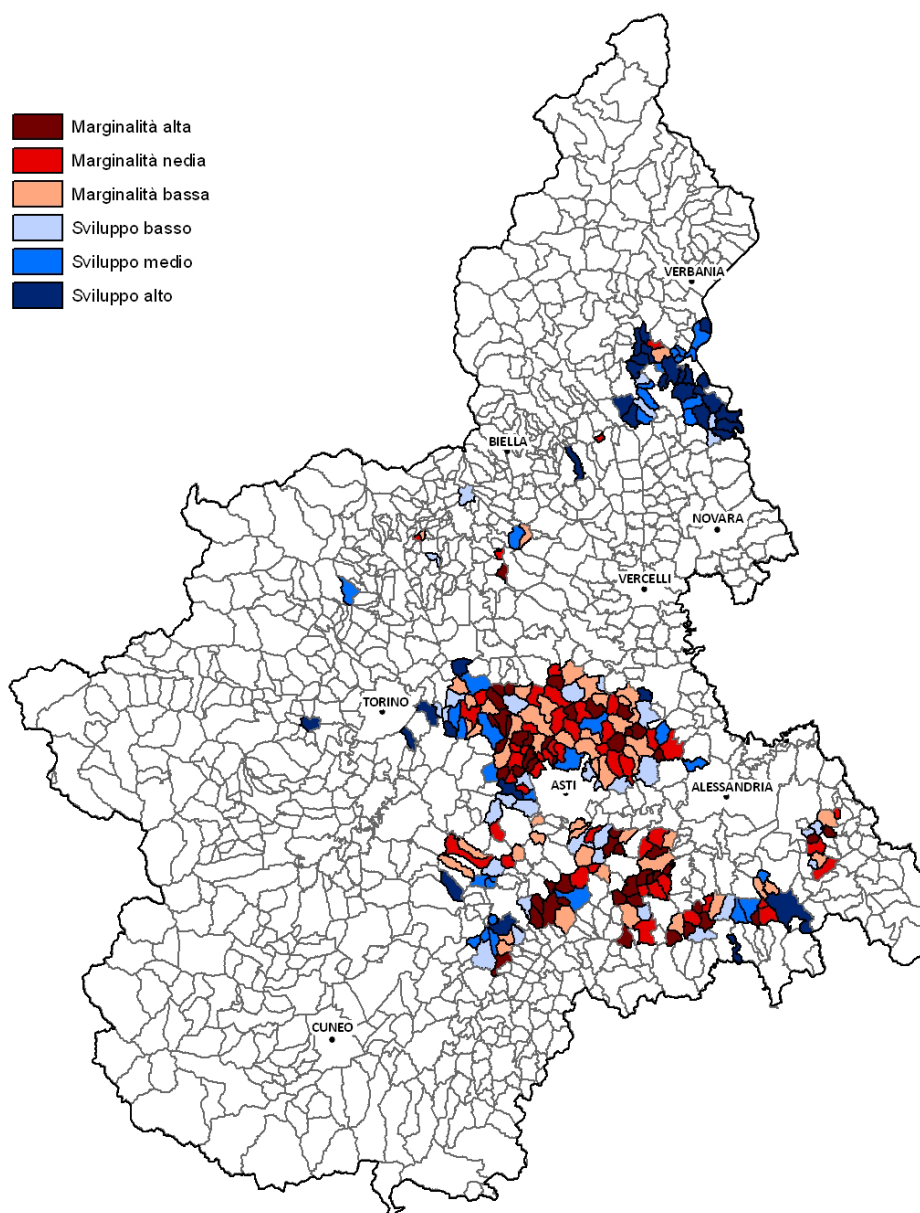 Marginalità alta
Marginalità nedia
Marginalità bassa
Sviluppo basso
Sviluppo medio
Sviluppo alto
VERBANIA
BIELLA
NOVARA
VERCELLI
TORINO
ASTI
ALESSANDRIA
CUNEO